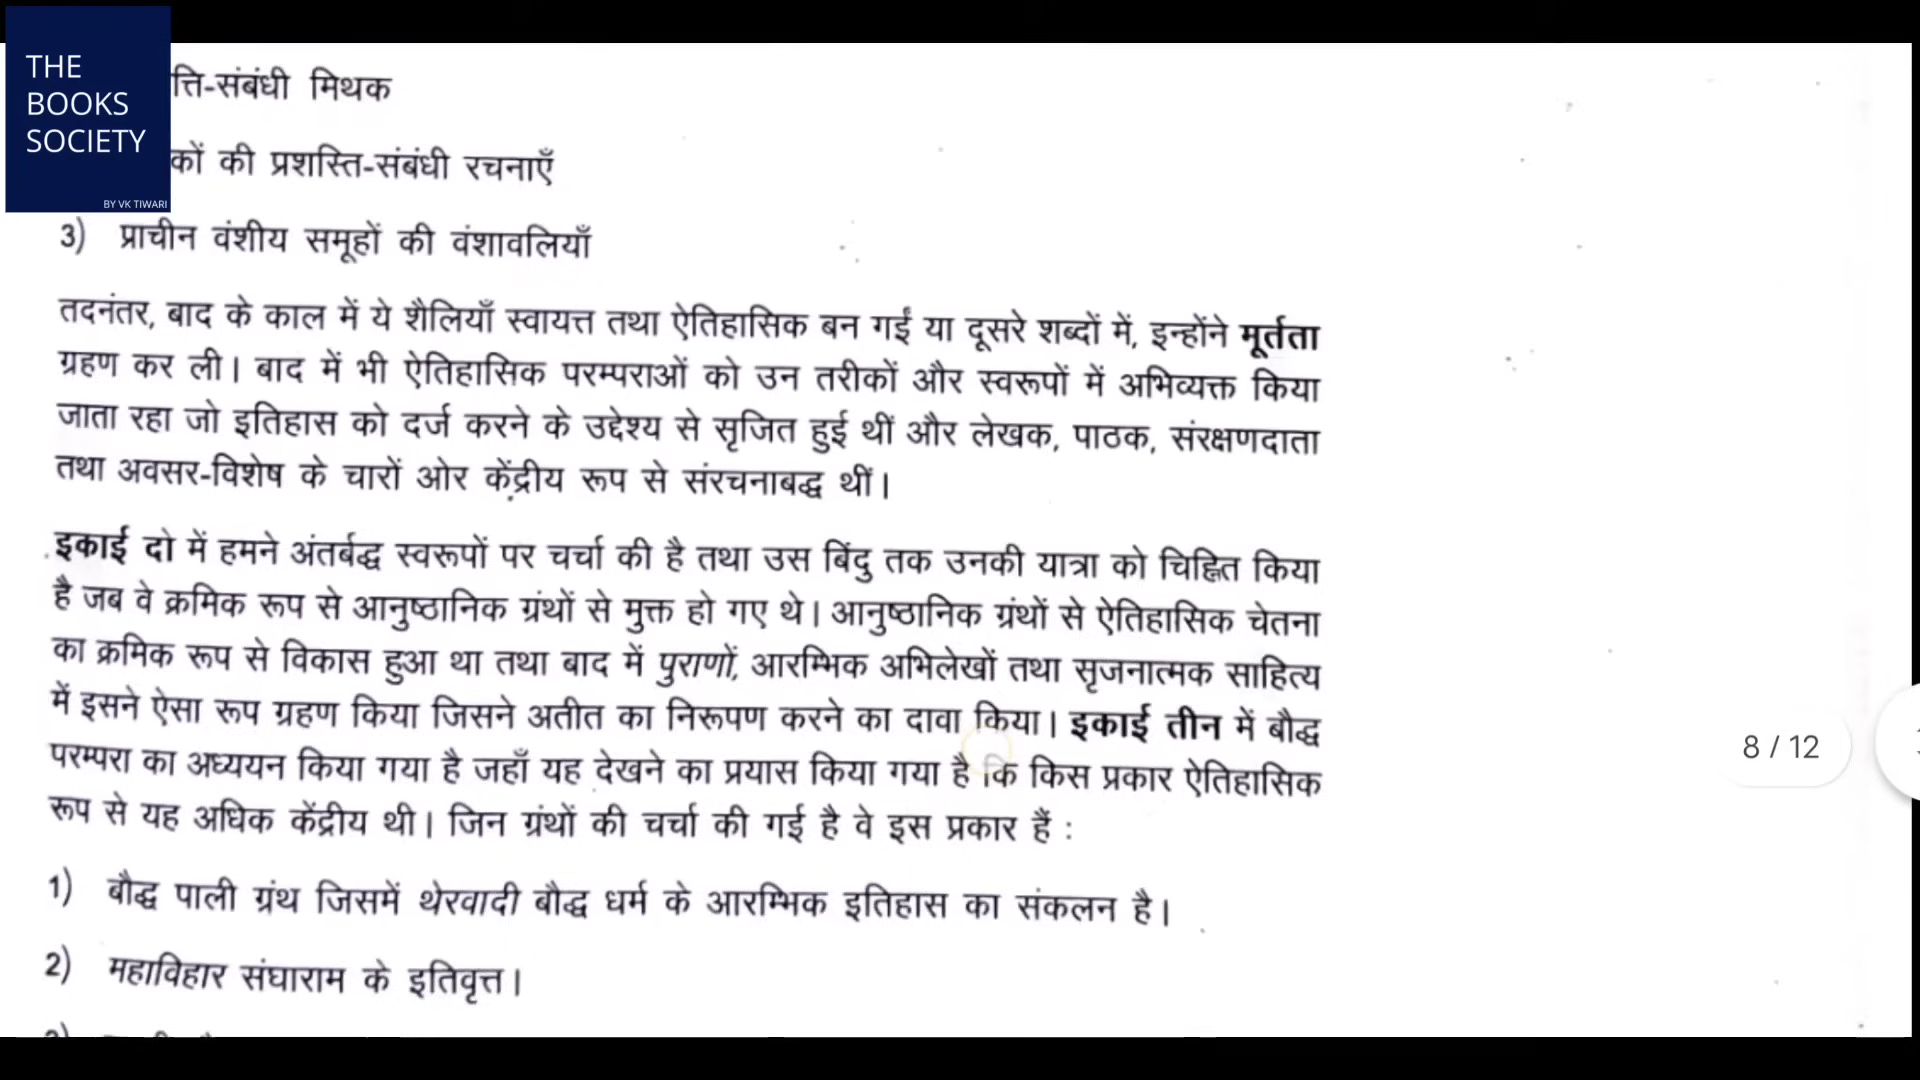 THE
BOOKS
SOCIETY
BY VK TIWARI
त्ति-संबंधी मिथक
कों की प्रशस्ति-संबंधी रचनाएँ
3) प्राचीन वंशीय समूहों की वंशावलियाँ
तदनंतर, बाद के काल में ये शैलियाँ स्वायत्त तथा ऐतिहासिक बन गईं या दूसरे शब्दों में, इन्होंने मूर्तता
ग्रहण कर ली। बाद में भी ऐतिहासिक परम्पराओं को उन तरीकों और स्वरूपों में अभिव्यक्त किया
जाता रहा जो इतिहास को दर्ज करने के उद्देश्य से सृजित हुई थीं और लेखक, पाठक, संरक्षणदाता
तथा अवसर-विशेष के चारों ओर केंद्रीय रूप से संरचनाबद्ध थीं।
इकाई दो में हमने अंतर्बद्ध स्वरूपों पर चर्चा की है तथा उस बिंदु तक उनकी यात्रा को चिह्नित किया
है जब वे क्रमिक रूप से आनुष्ठानिक ग्रंथों से मुक्त हो गए थे। आनुष्ठानिक ग्रंथों से ऐतिहासिक चेतना
का क्रमिक रूप से विकास हुआ था तथा बाद में पुराणों, आरम्भिक अभिलेखों तथा सृजनात्मक साहित्य
में इसने ऐसा रूप ग्रहण किया जिसने अतीत का निरूपण करने का दावा किया। इकाई तीन में बौद्ध
परम्परा का अध्ययन किया गया है जहाँ यह देखने का प्रयास किया गया है कि किस प्रकार ऐतिहासिक
रूप से यह अधिक केंद्रीय थी। जिन ग्रंथों की चर्चा की गई है वे इस प्रकार हैं :
1) बौद्ध पाली ग्रंथ जिसमें थेरवादी बौद्ध धर्म के आरम्भिक इतिहास का संकलन है।
2) महाविहार संघाराम के इतिवृत्त।
8 / 12